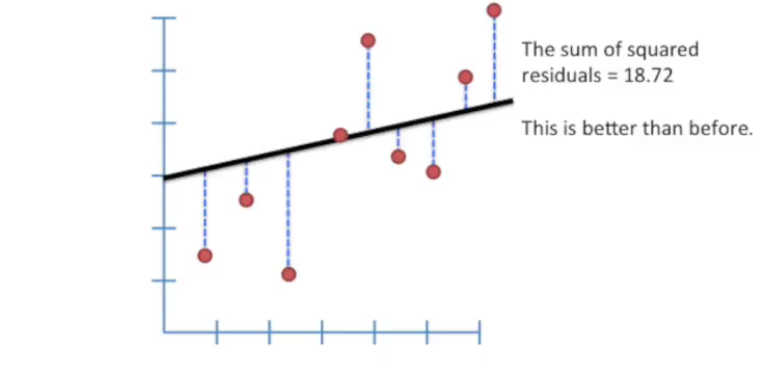 The sum of squared
residuals = 18.72
This is better than before.